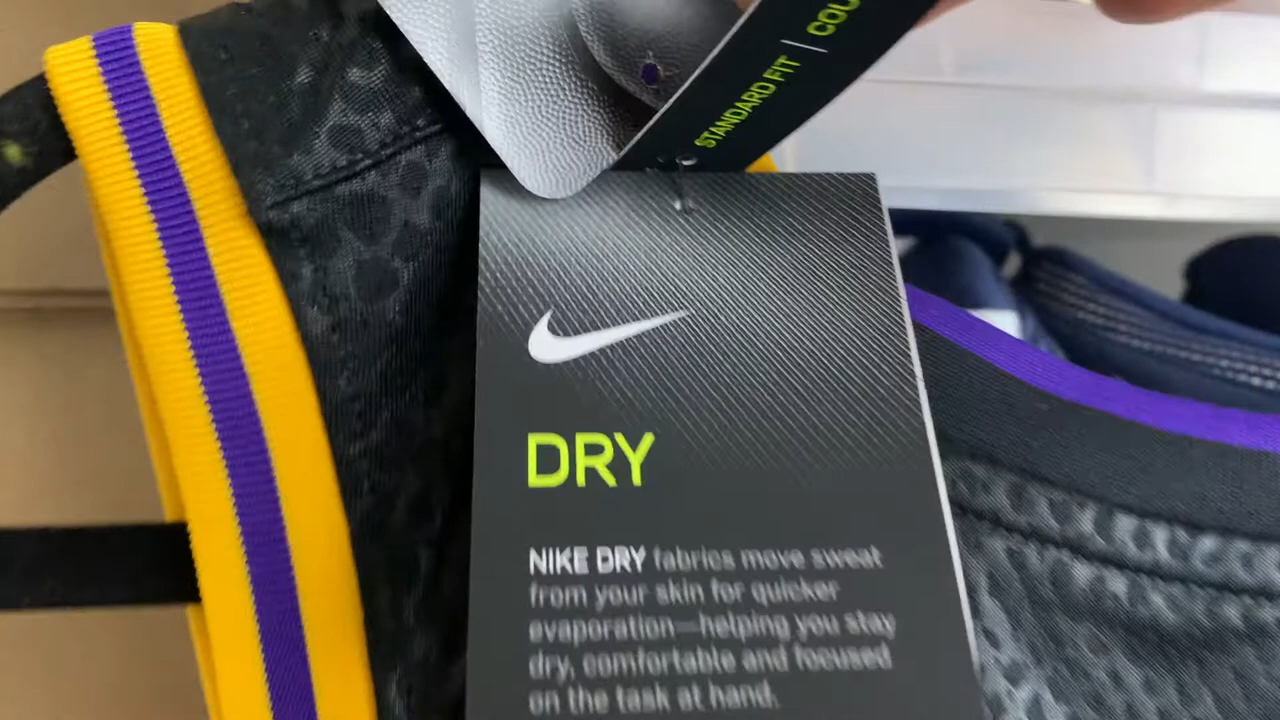 STANDARD FIT | COU
DRY
NIKE DRY fabrics move sweat
from your skin for quicker
evaporation—helping you stay
dry, comfortable and focused
on the task at hand.